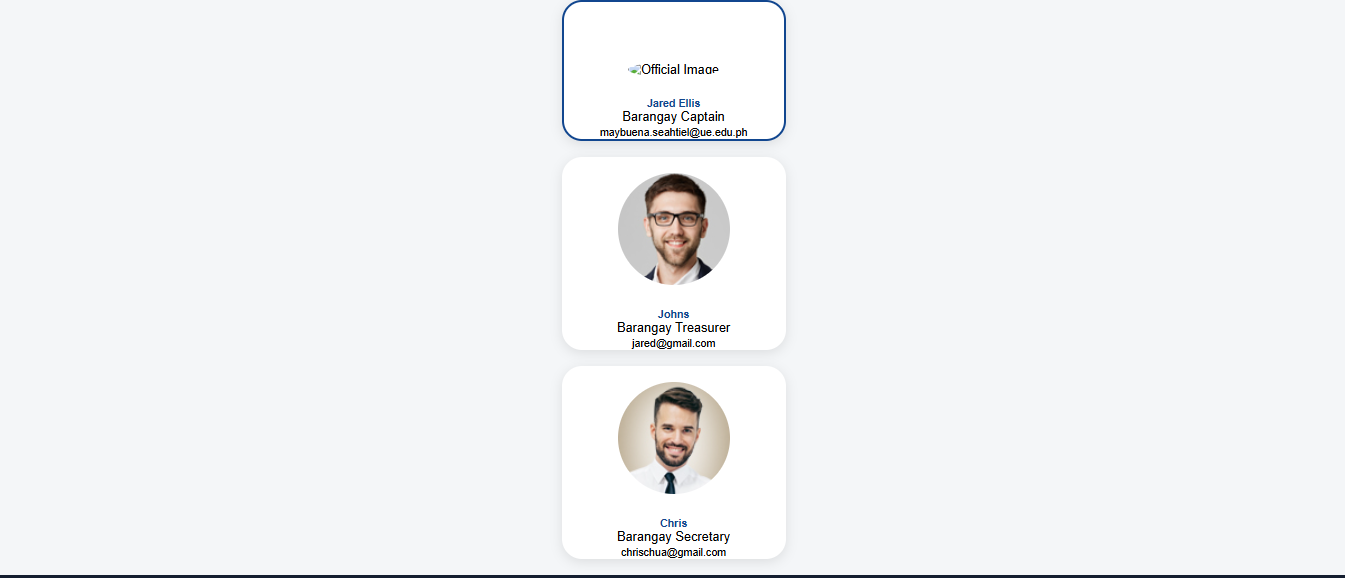 Official Image
Jared Ellis
Barangay Captain
maybuena.seahtiel@ue.edu.ph
Johns
Barangay Treasurer
jared@gmail.com
Chris
Barangay Secretary
chrischua@gmail.com